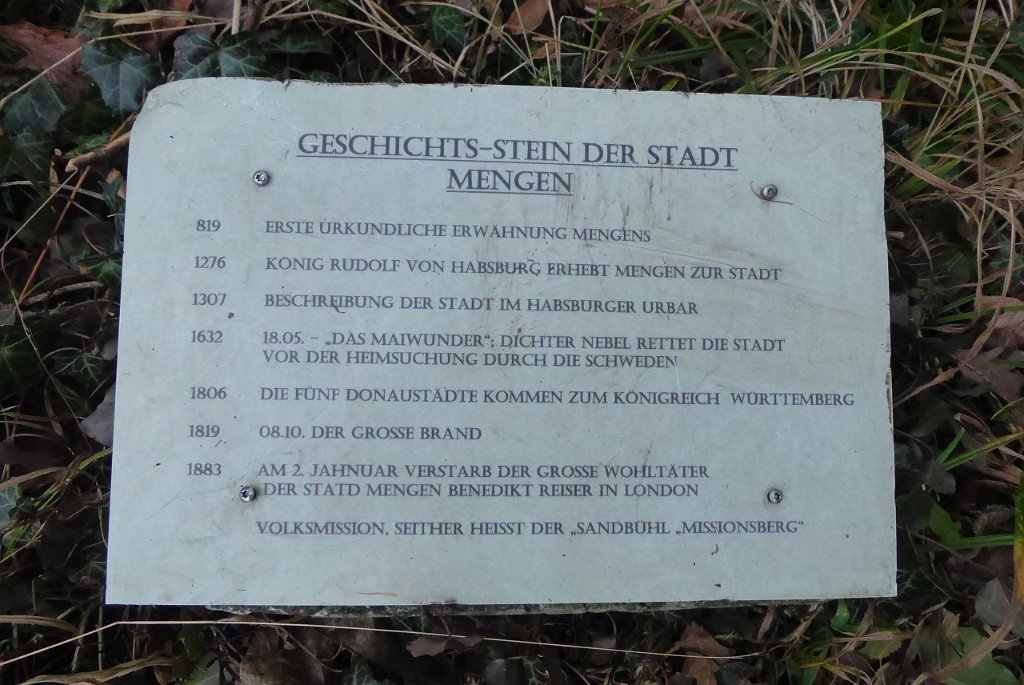 GESCHICHTS-STEIN DER STADT
MENGEN
819 ERSTE URKUNDLICHE ERWÄHNUNG MENGENS
1276 KÖNIG RUDOLF VON HABSBURG ERHEBT MENGEN ZUR STADT
1307 BESCHREIBUNG DER STADT IM HABSBURGER URBAR
1632 18.05. – „DAS MAIWUNDER“; DICHTER NEBEL RETTET DIE STADT
VOR DER HEIMSUCHUNG DURCH DIE SCHWEDEN
1806 DIE FÜNF DONAUSTÄDTE KOMMEN ZUM KÖNIGREICH WÜRTTEMBERG
1819 08.10. DER GROSSE BRAND
1883 AM 2. JAHNUAR VERSTARB DER GROSSE WOHLTÄTER
DER STATD MENGEN BENEDIKT REISER IN LONDON
VOLKSMISSION, SEITHER HEISST DER „SANDBÜHL „MISSIONSBERG“